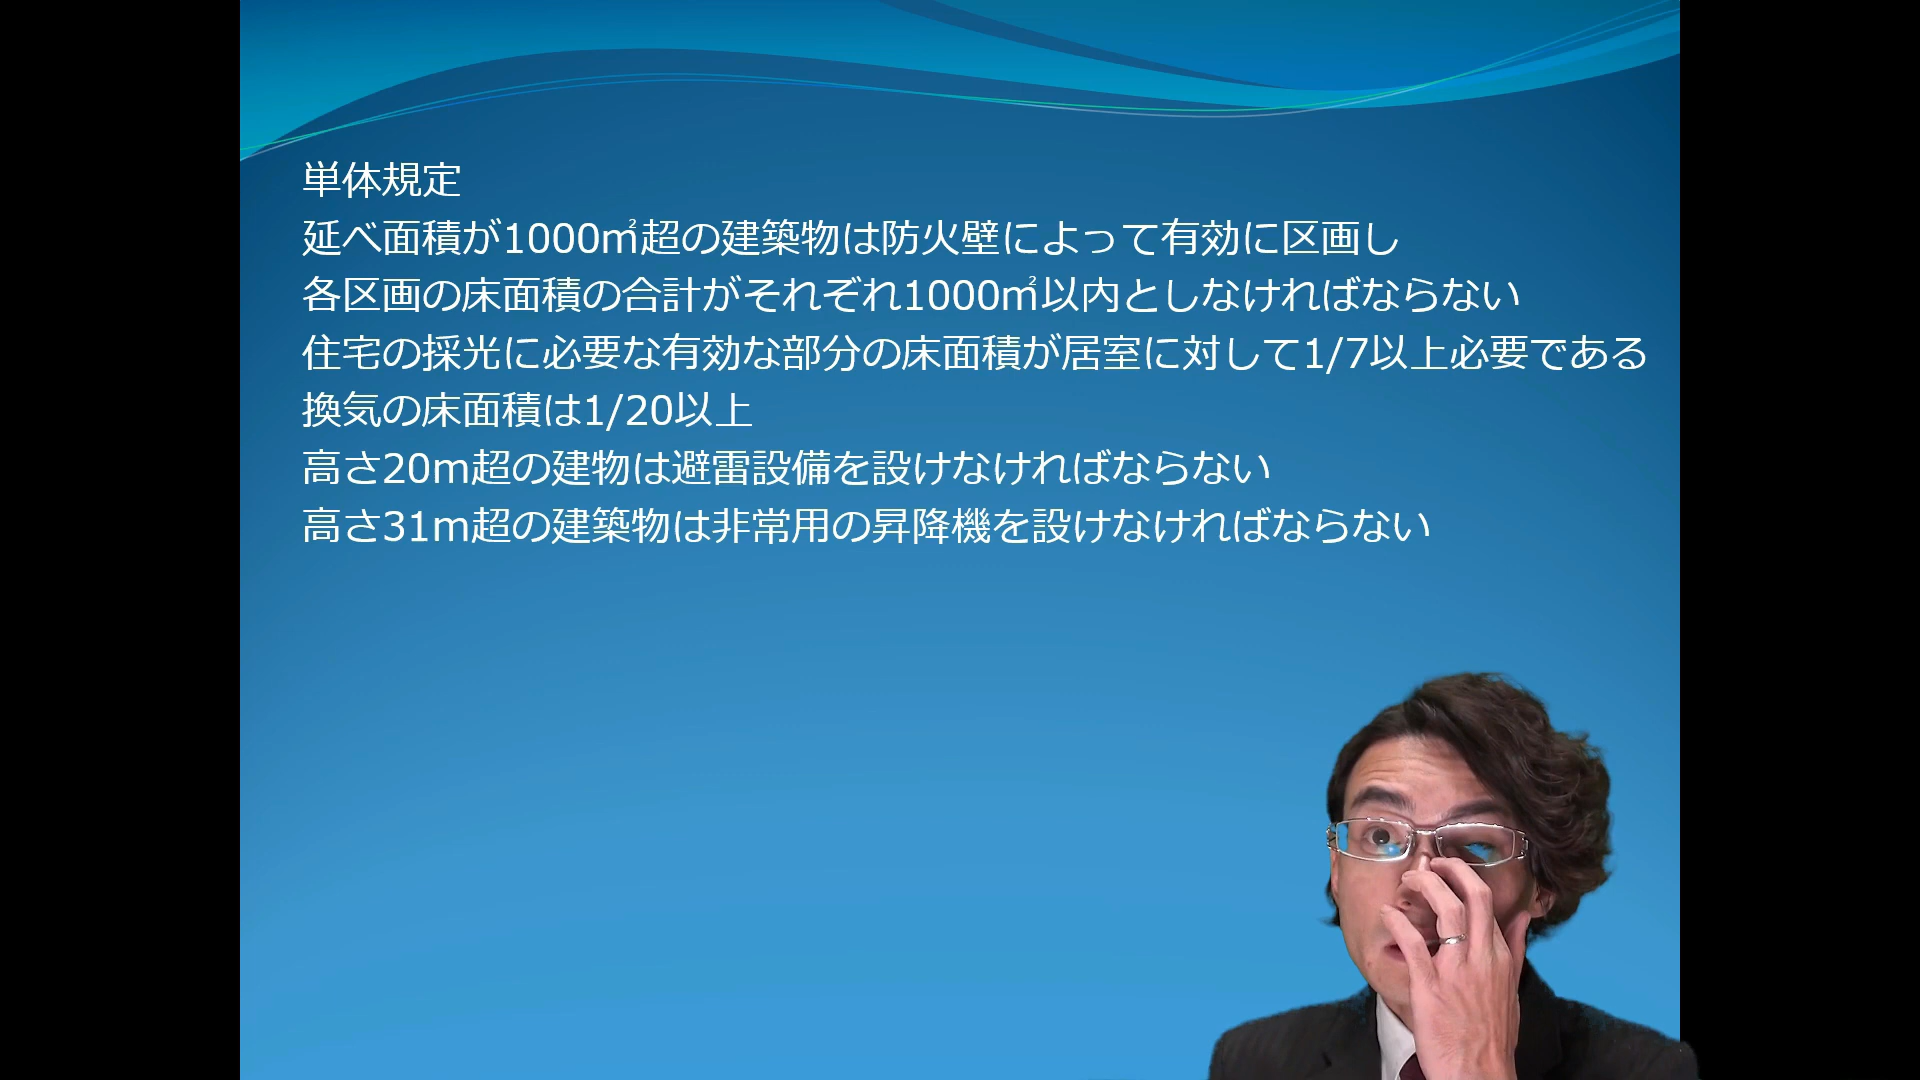 単体規定
延べ面積が1000㎡超の建築物は防火壁によって有効に区画し
各区画の床面積の合計がそれぞれ1000㎡以内としなければならない
住宅の採光に必要な有効な部分の床面積が居室に対して1/7以上必要である
換気の床面積は1/20以上
高さ20m超の建物は避雷設備を設けなければならない
高さ31m超の建築物は非常用の昇降機を設けなければならない